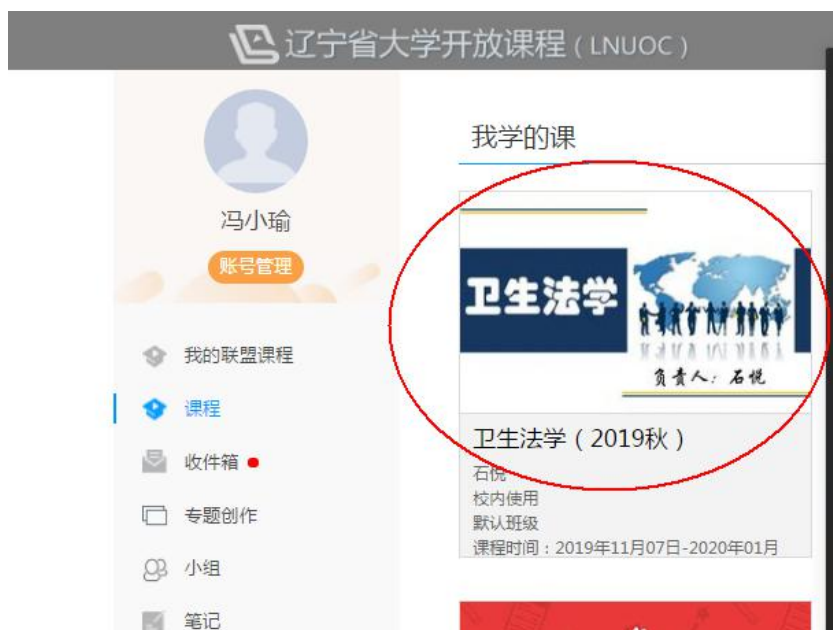 辽宁省大学开放课程(LNUOC)
冯小瑜
账号管理
我的联盟课程
课程
收件箱
专题创作
小组
笔记
我学的课
卫生法学
负责人:石悦
卫生法学(2019秋)
石悦
校内使用
默认班级
课程时间:2019年11月07日-2020年01月